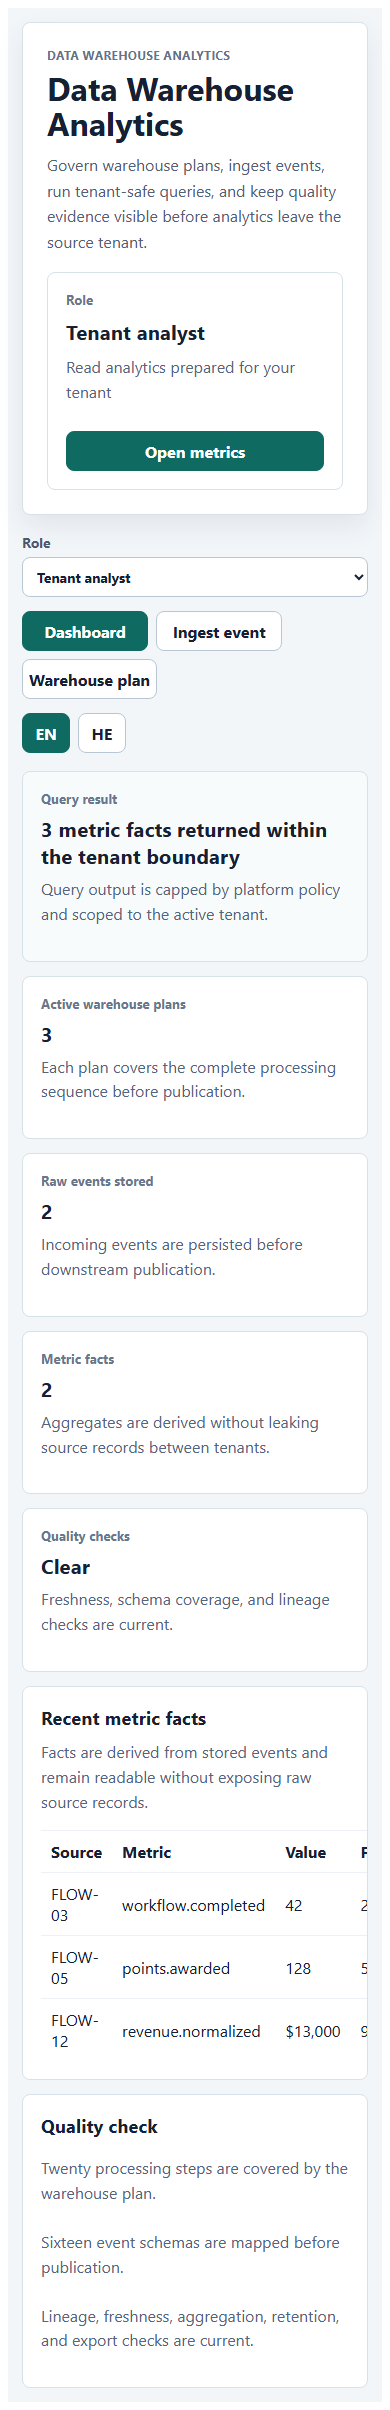 DATA WAREHOUSE ANALYTICS
Data Warehouse
Analytics
Govern warehouse plans, ingest events,
run tenant-safe queries, and keep quality
evidence visible before analytics leave the
source tenant.
Role
Tenant analyst
Read analytics prepared for your
tenant
Open metrics
Role
Tenant analyst
Dashboard
Ingest event
Warehouse plan
EN
HE
Query result
3 metric facts returned within
the tenant boundary
Query output is capped by platform policy
and scoped to the active tenant.
Active warehouse plans
3
Each plan covers the complete processing
sequence before publication.
Raw events stored
2
Incoming events are persisted before
downstream publication.
Metric facts
2
Aggregates are derived without leaking
source records between tenants.
Quality checks
Clear
Freshness, schema coverage, and lineage
checks are current.
Recent metric facts
Facts are derived from stored events and
remain readable without exposing raw
source records.
Source Metric Value
FLOW-
03 workflow.completed 42
FLOW-
05 points.awarded 128
FLOW-
12 revenue.normalized $13,000
Quality check
Twenty processing steps are covered by the
warehouse plan.
Sixteen event schemas are mapped before
publication.
Lineage, freshness, aggregation, retention,
and export checks are current.